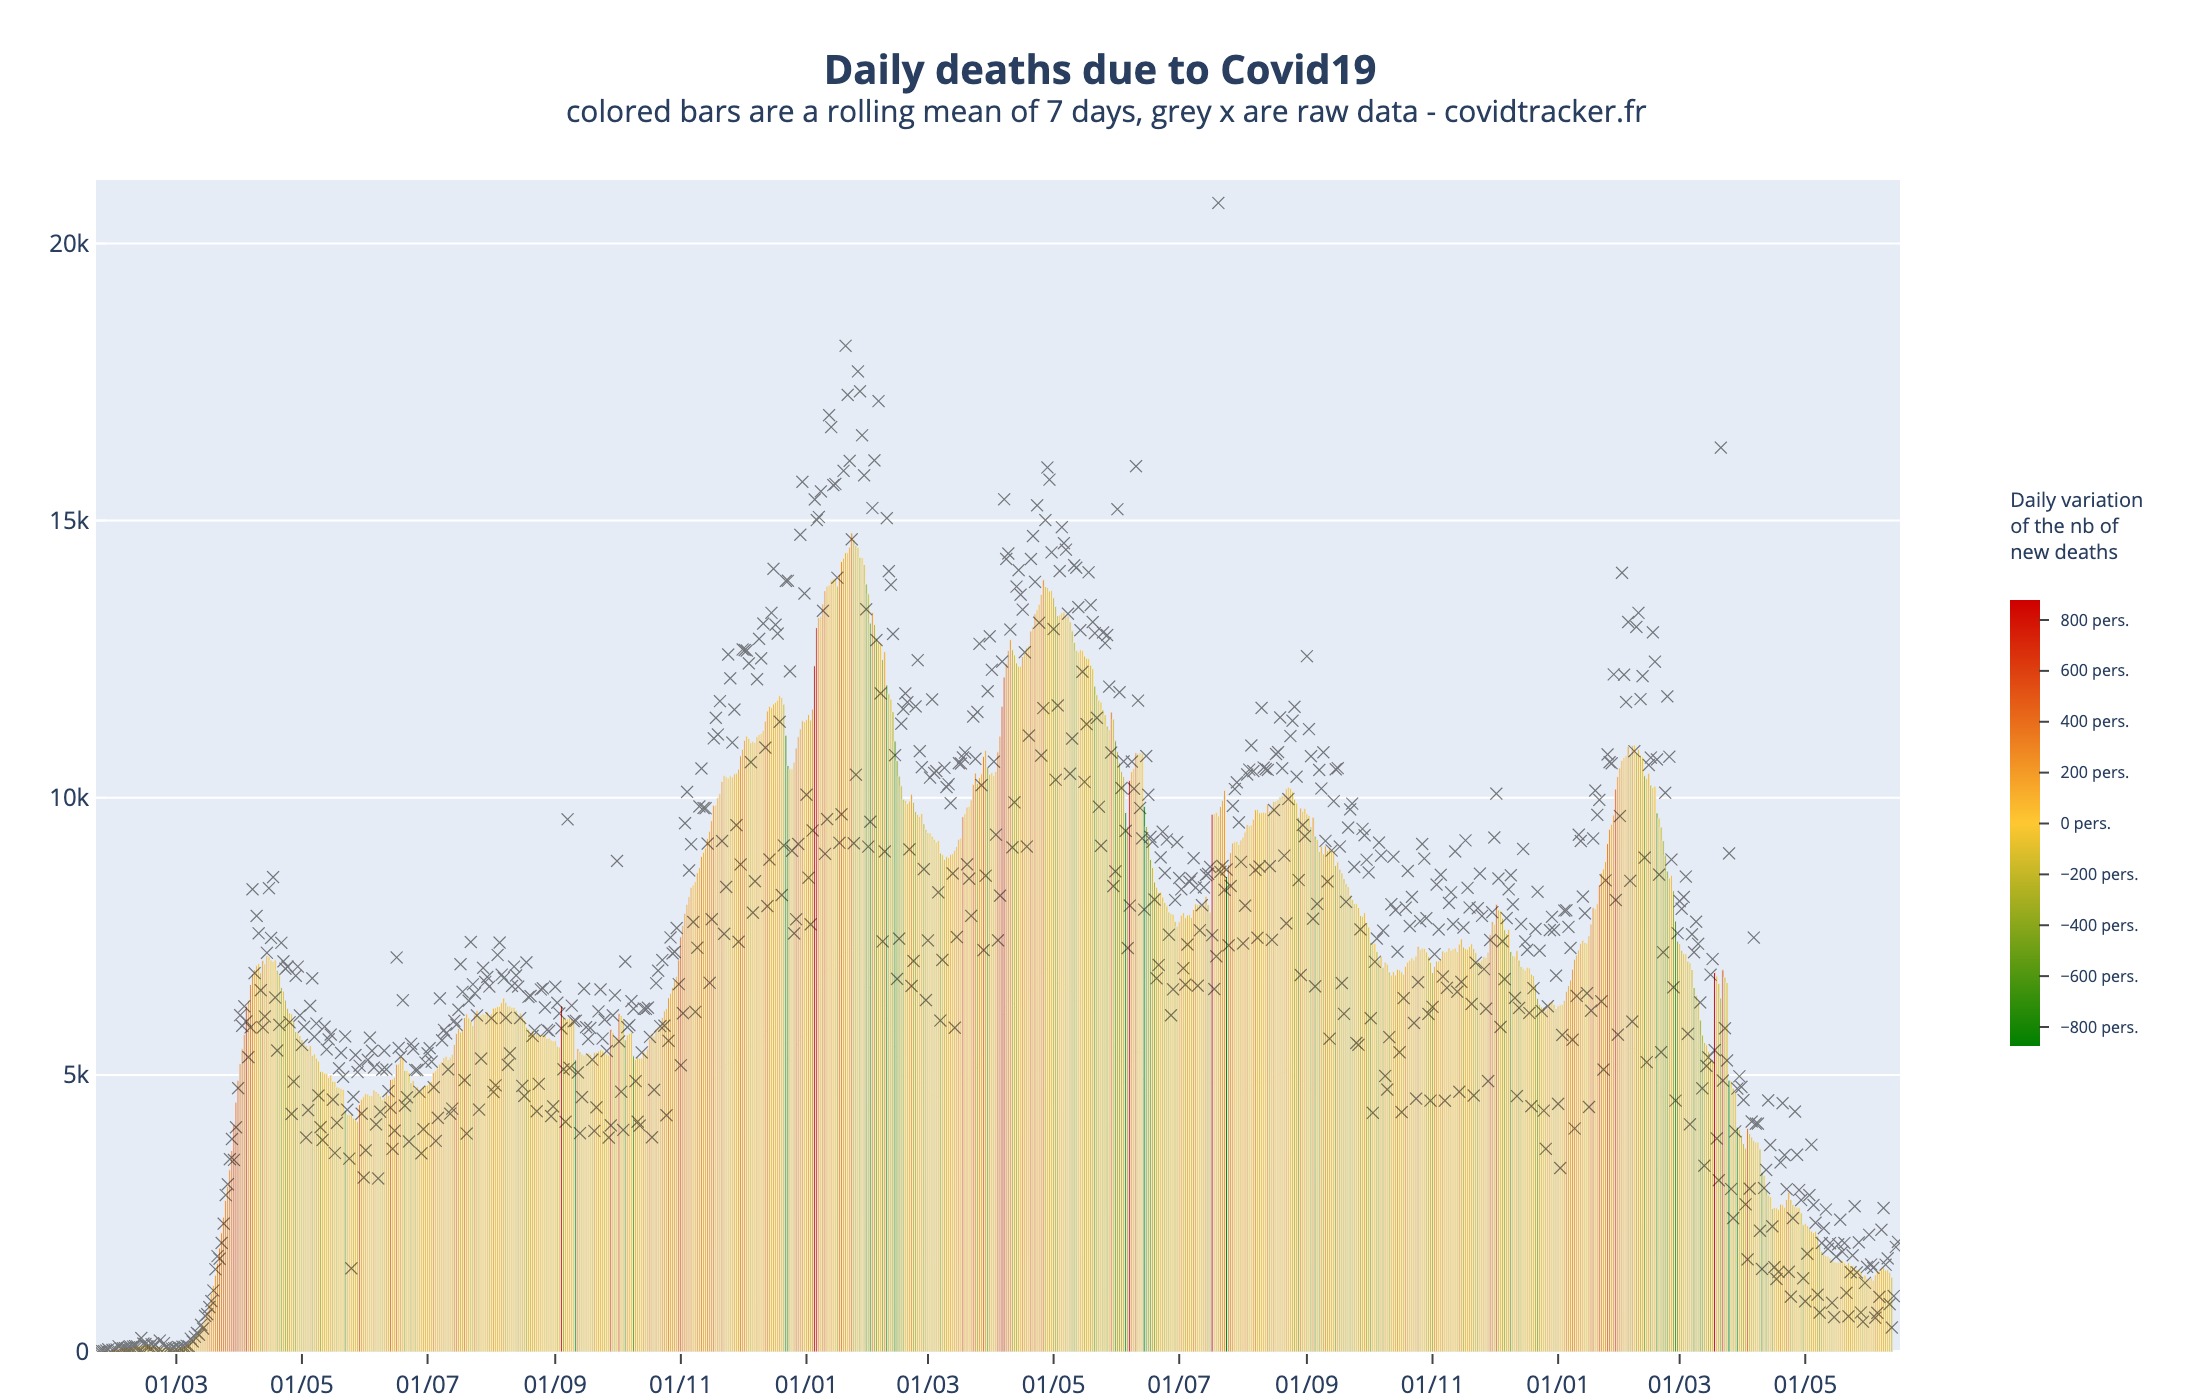 Daily deaths due to Covid19
colored bars are a rolling mean of 7 days, grey x are raw data - covidtracker.fr
20k
15k
10k
5k
0
01/03 01/05 01/07 01/09 01/11 01/01 01/03 01/05 01/07 01/09 01/11 01/01 01/03 01/05
Daily variation
of the nb of
new deaths
800 pers.
600 pers.
400 pers.
200 pers.
0 pers.
−200 pers.
−400 pers.
−600 pers.
−800 pers.